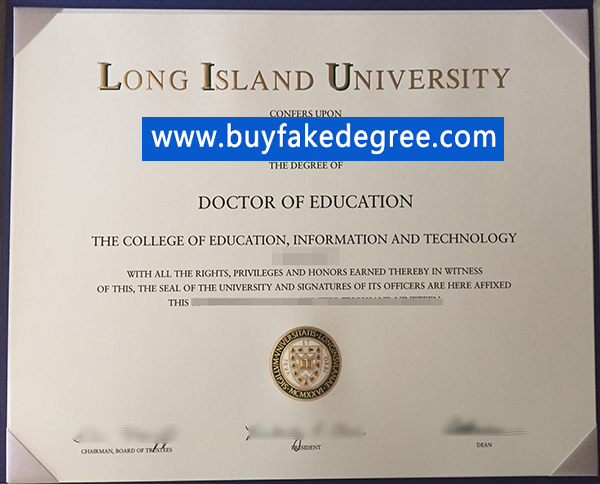 LONG ISLAND UNIVERSITY
CONFERS UPON
www.buyfakedegree.com
THE DEGREE OF
DOCTOR OF EDUCATION
THE COLLEGE OF EDUCATION, INFORMATION AND TECHNOLOGY
WITH ALL THE RIGHTS, PRIVILEGES AND HONORS EARNED THEREBY IN WITNESS
OF THIS, THE SEAL OF THE UNIVERSITY AND SIGNATURES OF ITS OFFICERS ARE HERE AFFIXED
THIS
CHAIRMAN, BOARD OF TRUSTEES
PRESIDENT
DEAN